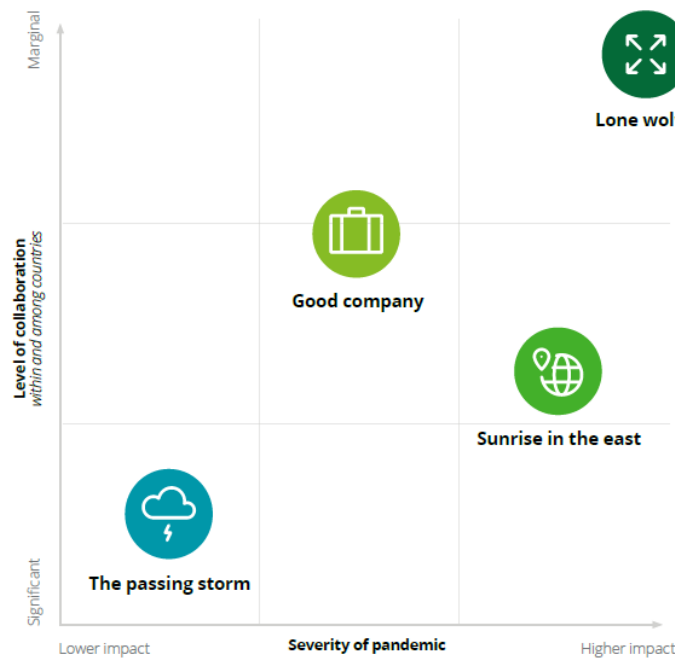 Marginal
Lone wol
Level of collaboration
within and among countries
Good company
Sunrise in the east
The passing storm
Significant
Lower impact
Severity of pandemic
Higher impact